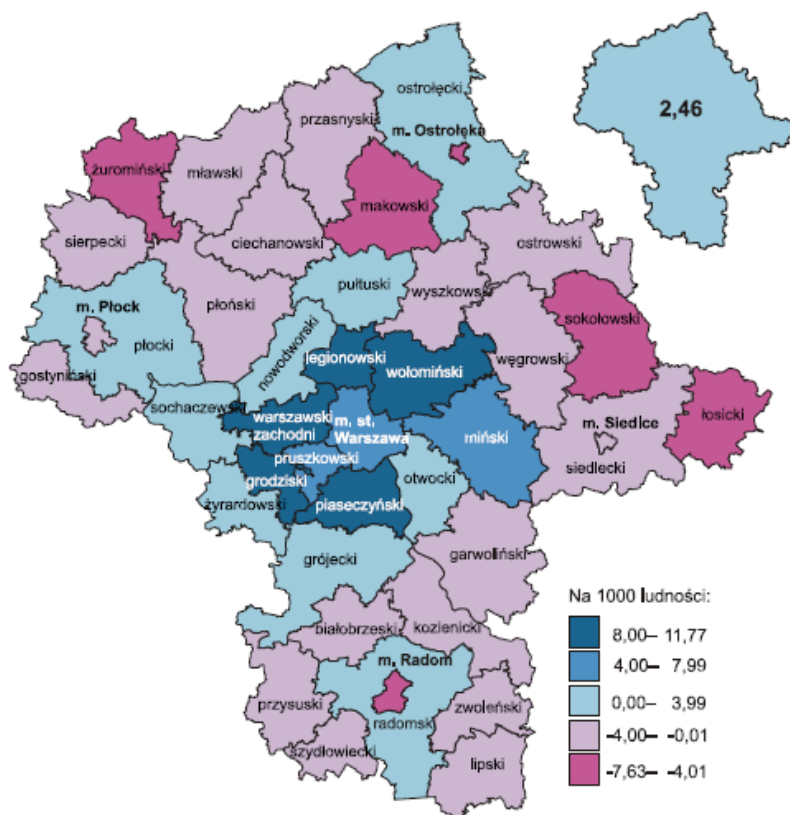 ostrołęcki
przasnyski
m. Ostrołęka
2,46
żuromiński
mławski
makowski
sierpecki
ciechanowski
ostrowski
pułtuski
wyszkowski
m. Płock
płoński
sokołowski
płocki
nowodworski
legionowski
wołomiński
węgrowski
gostyniński
sochaczewski
warszawski
zachodni
m. st.
Warszawa
miński
m. Siedlce
łosicki
pruszkowski
siedlecki
grodziski
otwocki
żyrardowski
piaseczyński
grójecki
garwoliński
Na 1000 ludności:
białobrzeski
kozienicki
8,00– 11,77
m. Radom
4,00– 7,99
przysuski
zwoleński
0,00– 3,99
radomski
-4,00– -0,01
szydłowiecki
lipski
-7,63– -4,01